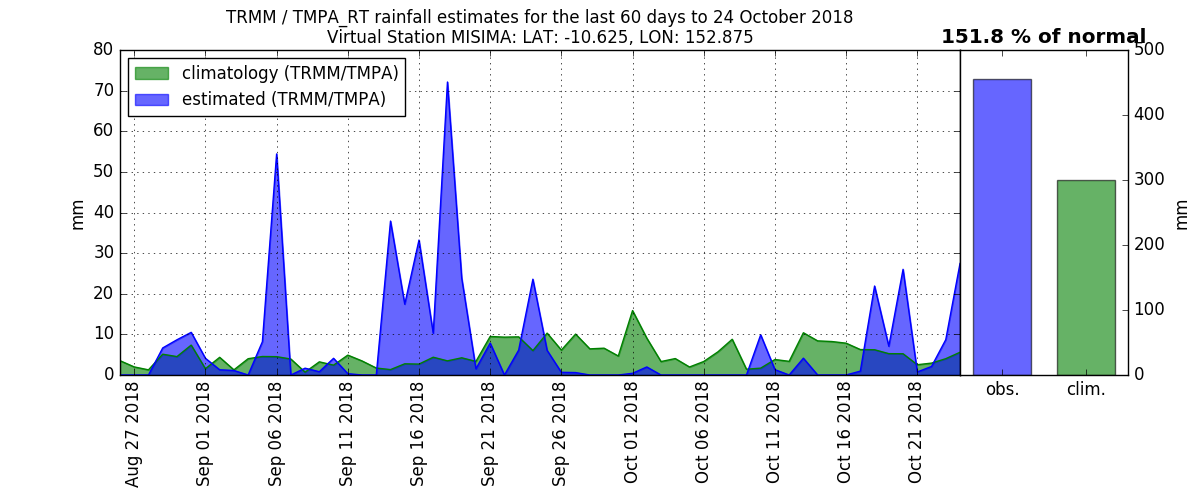 TRMM / TMPA_RT rainfall estimates for the last 60 days to 24 October 2018
Virtual Station MISIMA: LAT: -10.625, LON: 152.875
151.8 % of normal
climatology (TRMM/TMPA)
estimated (TRMM/TMPA)
mm
80
70
60
50
40
30
20
10
0
Aug 27 2018
Sep 01 2018
Sep 06 2018
Sep 11 2018
Sep 16 2018
Sep 21 2018
Sep 26 2018
Oct 01 2018
Oct 06 2018
Oct 11 2018
Oct 16 2018
Oct 21 2018
obs.
clim.
500
400
300
200
100
0
mm